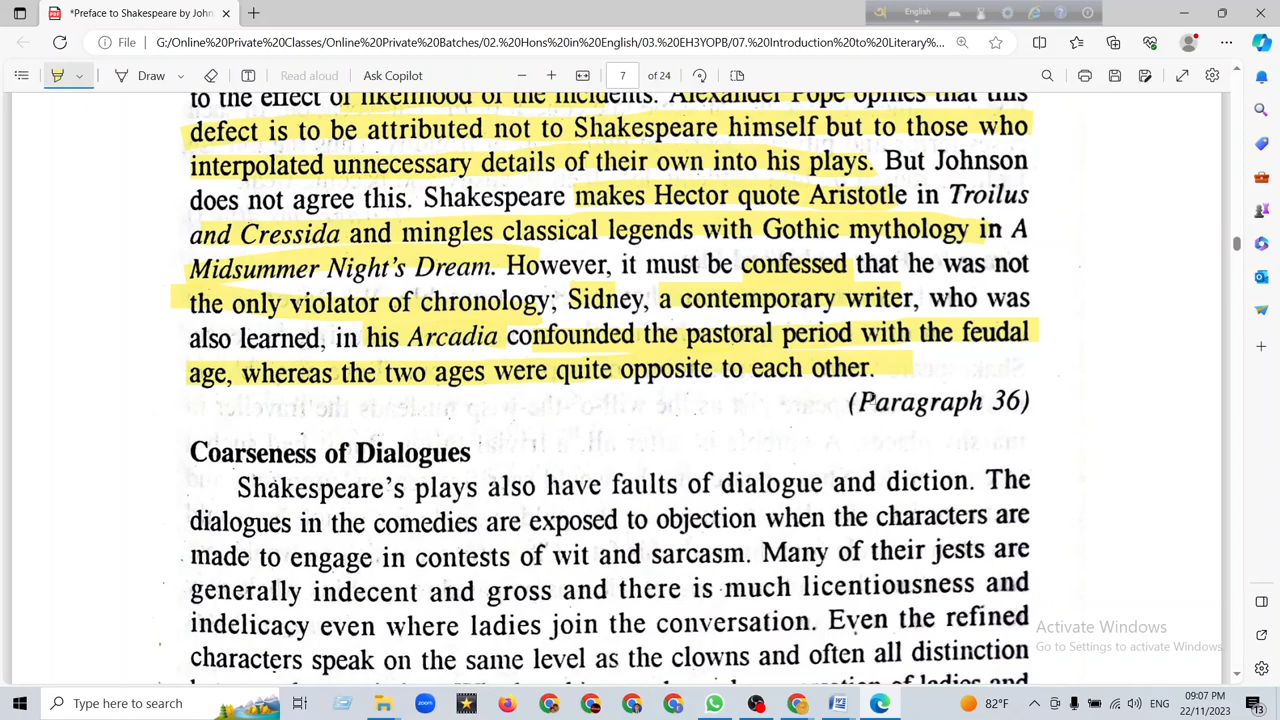 *Preface to Shakespeare by John
English
File
G:/Online%20Private%20Classes/Online%20Private%20Batches/02.%20Hons%20in%20English/03.%20EH3YOPB/07.%20Introduction%20to%20Literary%...
Draw
Read aloud
Ask Copilot
7 of 24
to the effect of likelihood of the incidents. Alexander Pope opines that this
defect is to be attributed not to Shakespeare himself but to those who
interpolated unnecessary details of their own into his plays. But Johnson
does not agree this. Shakespeare makes Hector quote Aristotle in Troilus
and Cressida and mingles classical legends with Gothic mythology in A
Midsummer Night's Dream. However, it must be confessed that he was not
the only violator of chronology; Sidney, a contemporary writer, who was
also learned, in his Arcadia confounded the pastoral period with the feudal
age, whereas the two ages were quite opposite to each other.
(Paragraph 36)
Coarseness of Dialogues
Shakespeare's plays also have faults of dialogue and diction. The
dialogues in the comedies are exposed to objection when the characters are
made to engage in contests of wit and sarcasm. Many of their jests are
generally indecent and gross and there is much licentiousness and
indelicacy even where ladies join the conversation. Even the refined
characters speak on the same level as the clowns and often all distinction
of ladies and
Activate Windows
Go to Settings to activate Windows.
Type here to search
zoom
82°F
ENG
09:07 PM
22/11/2023
13